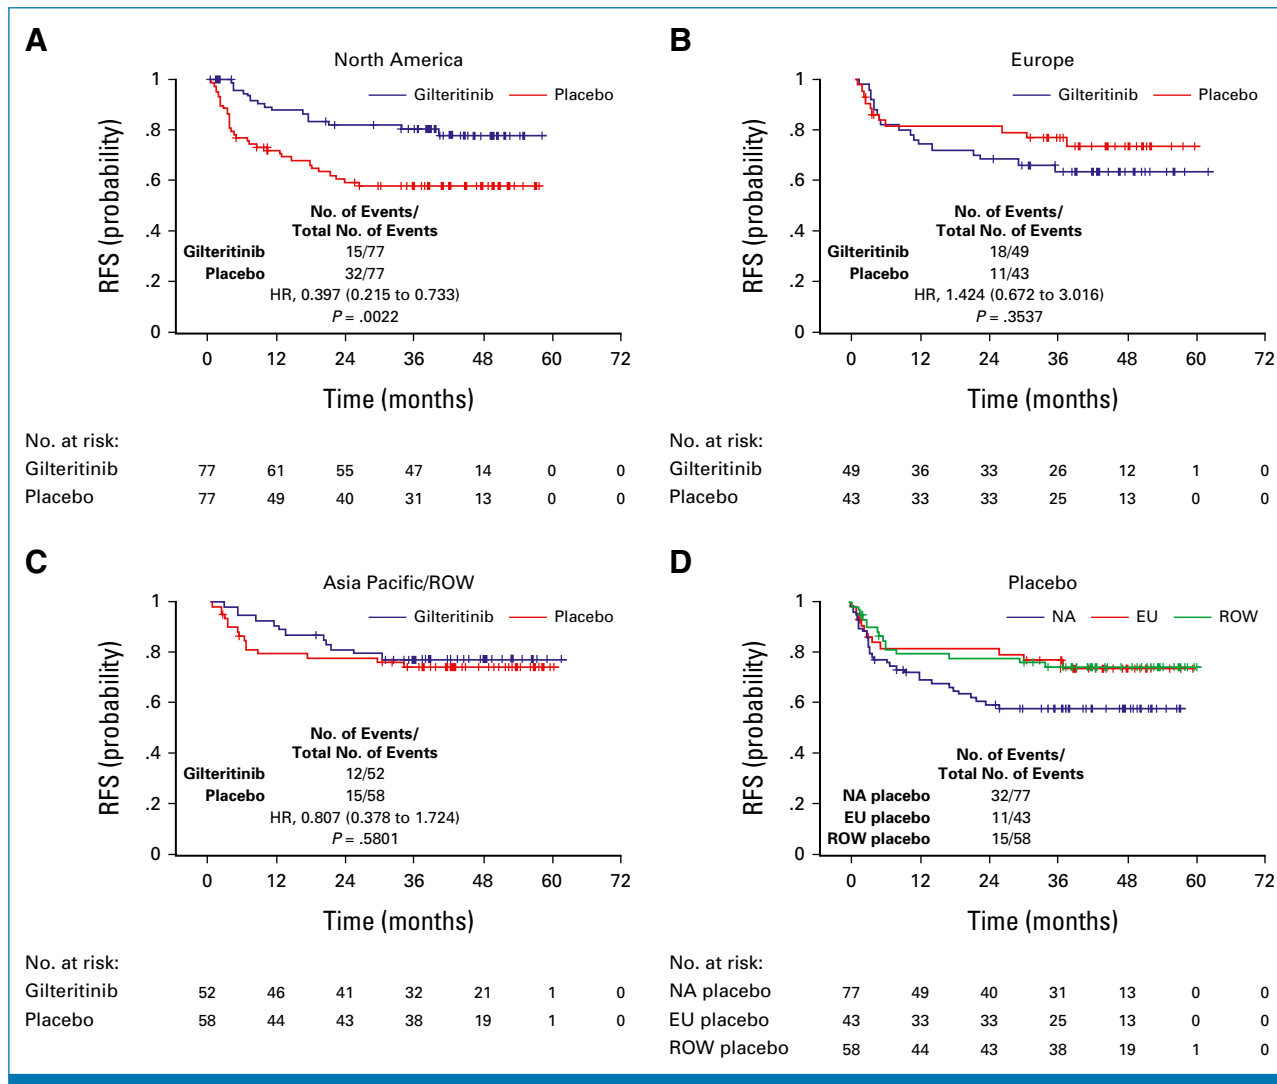 A
North America
Gilteritinib Placebo
RFS (probability)
1
.8
.6
.4
.2
0
No. of Events/
Total No. of Events
Gilteritinib 15/77
Placebo 32/77
HR, 0.397 (0.215 to 0.733)
P = .0022
0 12 24 36 48 60 72
Time (months)
No. at risk:
Gilteritinib 77 61 55 47 14 0 0
Placebo 77 49 40 31 13 0 0
B
Europe
Gilteritinib Placebo
RFS (probability)
1
.8
.6
.4
.2
0
No. of Events/
Total No. of Events
Gilteritinib 18/49
Placebo 11/43
HR, 1.424 (0.672 to 3.016)
P = .3537
0 12 24 36 48 60 72
Time (months)
No. at risk:
Gilteritinib 49 36 33 26 12 1 0
Placebo 43 33 33 25 13 0 0
C
Asia Pacific/ROW
Gilteritinib Placebo
RFS (probability)
1
.8
.6
.4
.2
0
No. of Events/
Total No. of Events
Gilteritinib 12/52
Placebo 15/58
HR, 0.807 (0.378 to 1.724)
P = .5801
0 12 24 36 48 60 72
Time (months)
No. at risk:
Gilteritinib 52 46 41 32 21 1 0
Placebo 58 44 43 38 19 1 0
D
Placebo
NA EU ROW
RFS (probability)
1
.8
.6
.4
.2
0
No. of Events/
Total No. of Events
NA placebo 32/77
EU placebo 11/43
ROW placebo 15/58
0 12 24 36 48 60 72
Time (months)
No. at risk:
NA placebo 77 49 40 31 13 0 0
EU placebo 43 33 33 25 13 0 0
ROW placebo 58 44 43 38 19 1 0